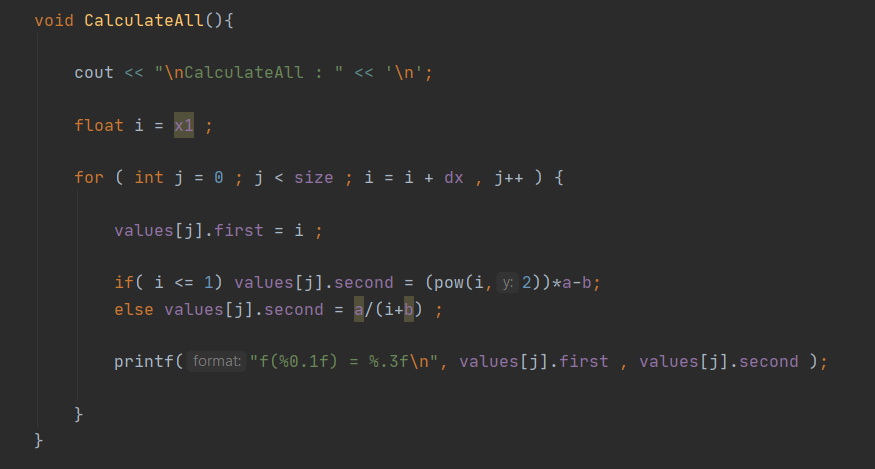 void CalculateAll(){
cout << "\nCalculateAll : " << '\n';
float i = x1 ;
for ( int j = 0 ; j < size ; i = i + dx , j++ ) {
values[j].first = i ;
if( i <= 1) values[j].second = (pow(i, y: 2))*a-b;
else values[j].second = a/(i+b) ;
printf( format: "f(%0.1f) = %.3f\n", values[j].first , values[j].second );
}
}